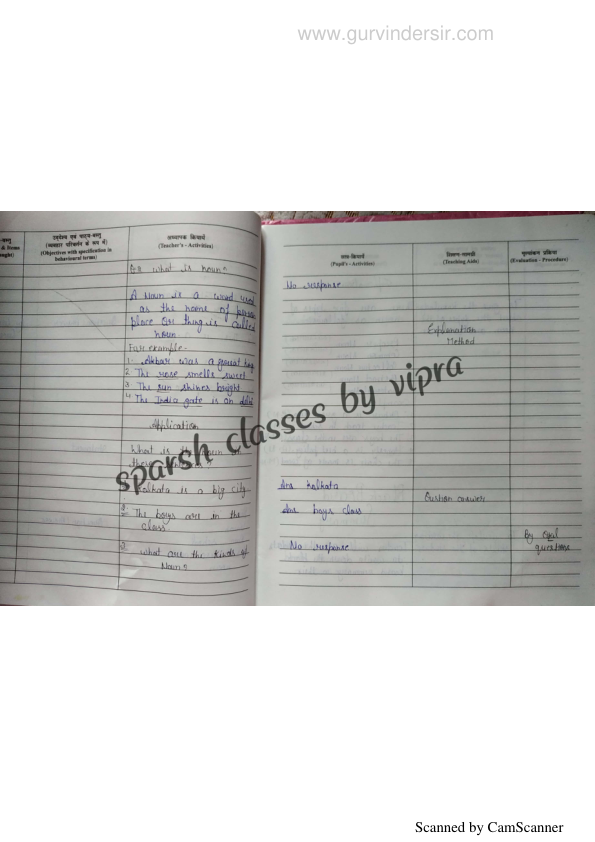 www.gurvindersir.com
-वस्तु
& Items
ught)
उद्देश्य एवं पाठ्य-वस्तु
(व्यवहार परिवर्तन के रूप में)
(Objectives with specification in
behavioural terms)
अध्यापक क्रियायें
(Teacher's - Activities)
what is noun?
A Noun is a word used
as the name of person
place or thing is called
noun
For example-
1. Akbar was a great king
2 The rose smells sweet
3 The sun shines bright
4 The India gate is in delhi
Application
What is the noun in
these
Kolkata is a big city-
2. The boys are in the
class.
2. What are the kinds of
Noun?
छात्र-क्रियायें
(Pupil's - Activities)
शिक्षण-सामग्री
(Teaching Aids)
मूल्यांकन प्रक्रिया
(Evaluation - Procedure)
No response
Explanation
Method
Ans Kolkata
Qustion answer
Ans boys class
No response
By oral
questions
sparsh classes by vipra
Scanned by CamScanner